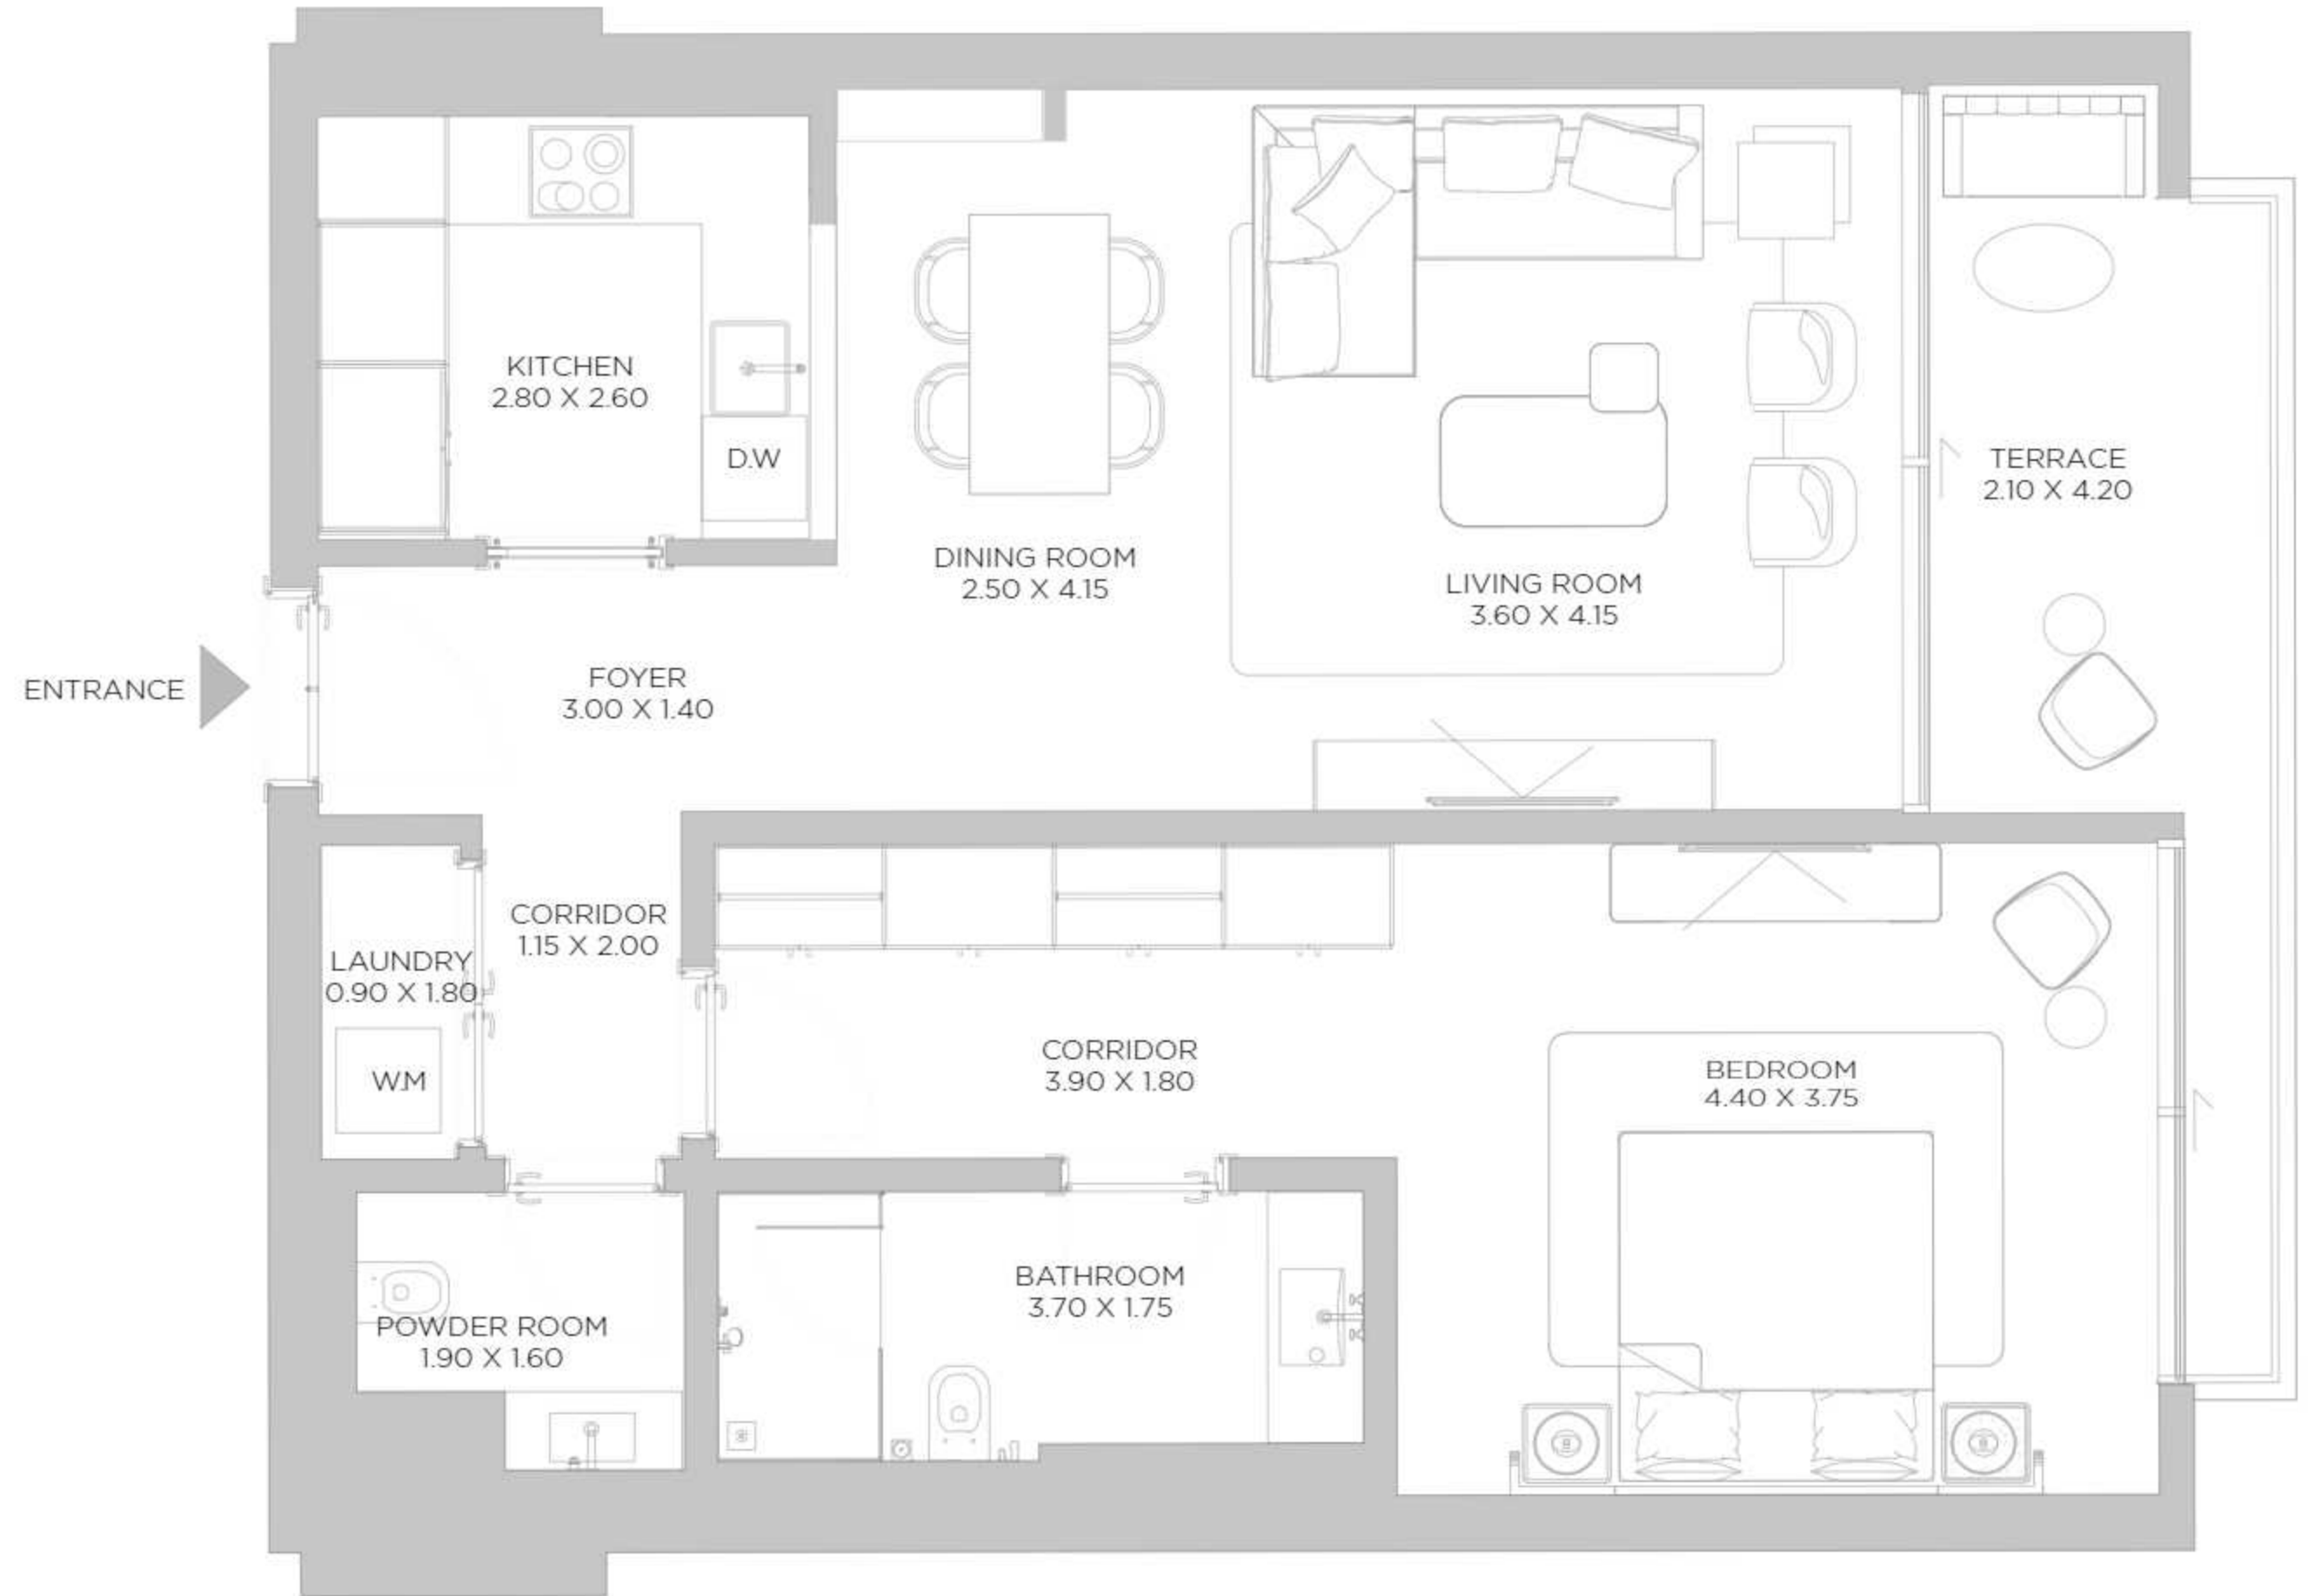 KITCHEN
2.80 X 2.60
D.W
DINING ROOM
2.50 X 4.15
LIVING ROOM
3.60 X 4.15
TERRACE
2.10 X 4.20
ENTRANCE
FOYER
3.00 X 1.40
CORRIDOR
1.15 X 2.00
LAUNDRY
0.90 X 1.80
W.M
CORRIDOR
3.90 X 1.80
BEDROOM
4.40 X 3.75
POWDER ROOM
1.90 X 1.60
BATHROOM
3.70 X 1.75